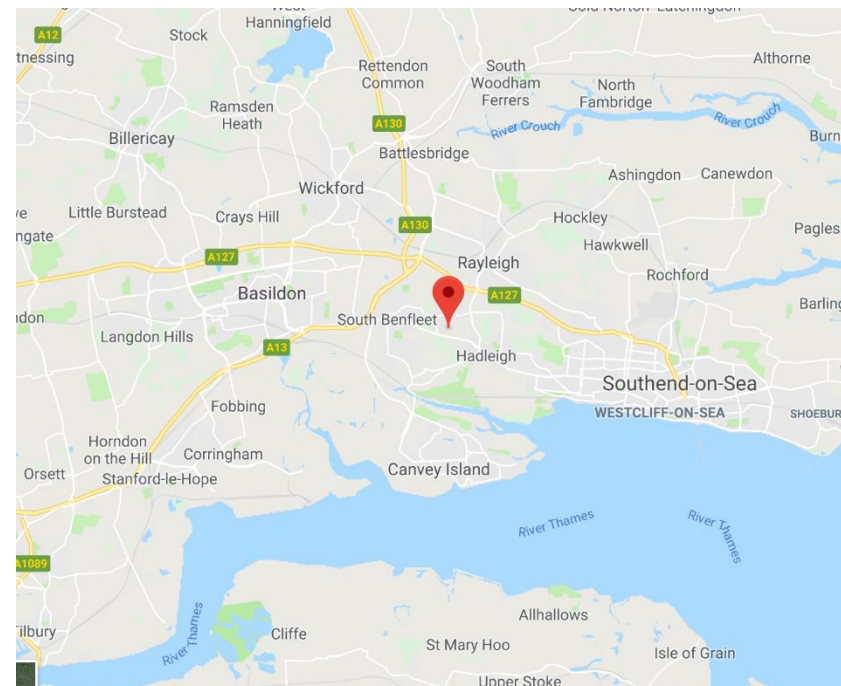 West
Hanningfield
A12
Stock
Althorne
Rettendon
Common
South
Woodham
Ferrers
North
Fambridge
Ramsden
Heath
A130
River Crouch
River Crouch
Billericay
Battlesbridge
Wickford
Ashingdon
Canewdon
Little Burstead
Crays Hill
A130
Hockley
Hawkwell
A127
Rayleigh
Rochford
Basildon
A127
South Benfleet
Langdon Hills
A13
Hadleigh
Southend-on-Sea
WESTCLIFF-ON-SEA
SHOEBUR
Fobbing
Horndon
on the Hill
Corringham
Canvey Island
Orsett
Stanford-le-Hope
River Thames
River Thames
A1089
River Thames
Cliffe
Allhallows
St Mary Hoo
Isle of Grain
Upper Stoke